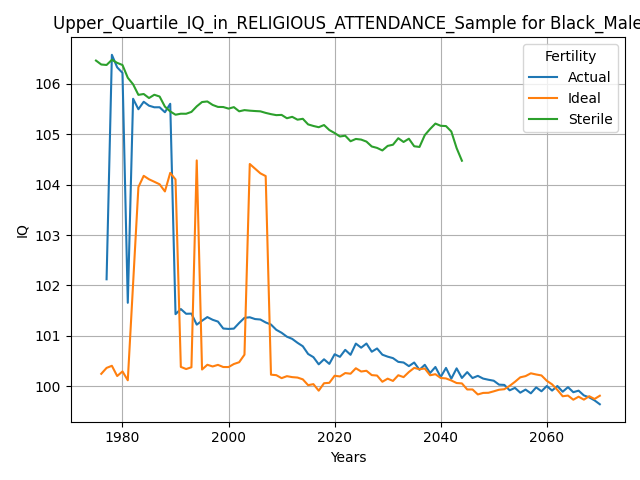 Upper_Quartile_IQ_in_RELIGIOUS_ATTENDANCE_Sample for Black_Male
Fertility
Actual
Ideal
Sterile
IQ
106
105
104
103
102
101
100
1980
2000
2020
2040
2060
Years